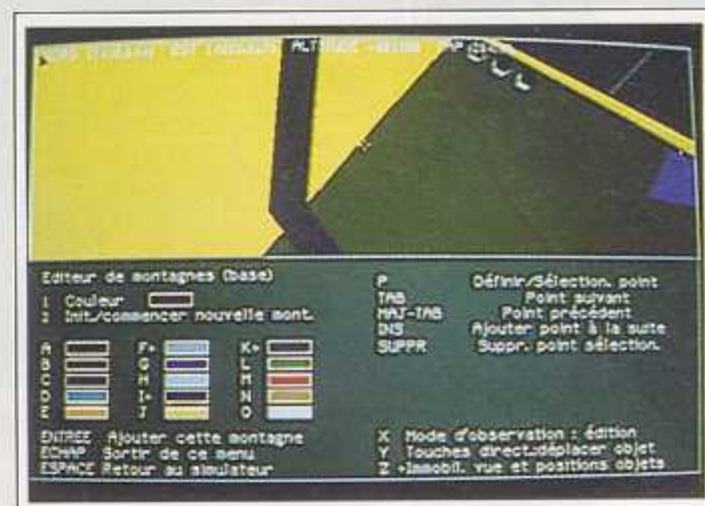 ALTITUDE
Editeur de montagnes (base)
1 Couleur
2 Init./commencer nouvelle mont.
P Définir/Sélection. point
TAB Point suivant
MAJ-TAB Point précédent
INS Ajouter point à la suite
SUPPR Suppr. point sélection.
A F+ K+
B G L
C H M
D I+ N
E J O
ENTREE Ajouter cette montagne
ECHAP Sortir de ce menu
ESPACE Retour au simulateur
X Mode d'observation : édition
Y Touches direct.:déplacer objet
Z +Immobil. vue et positions objets